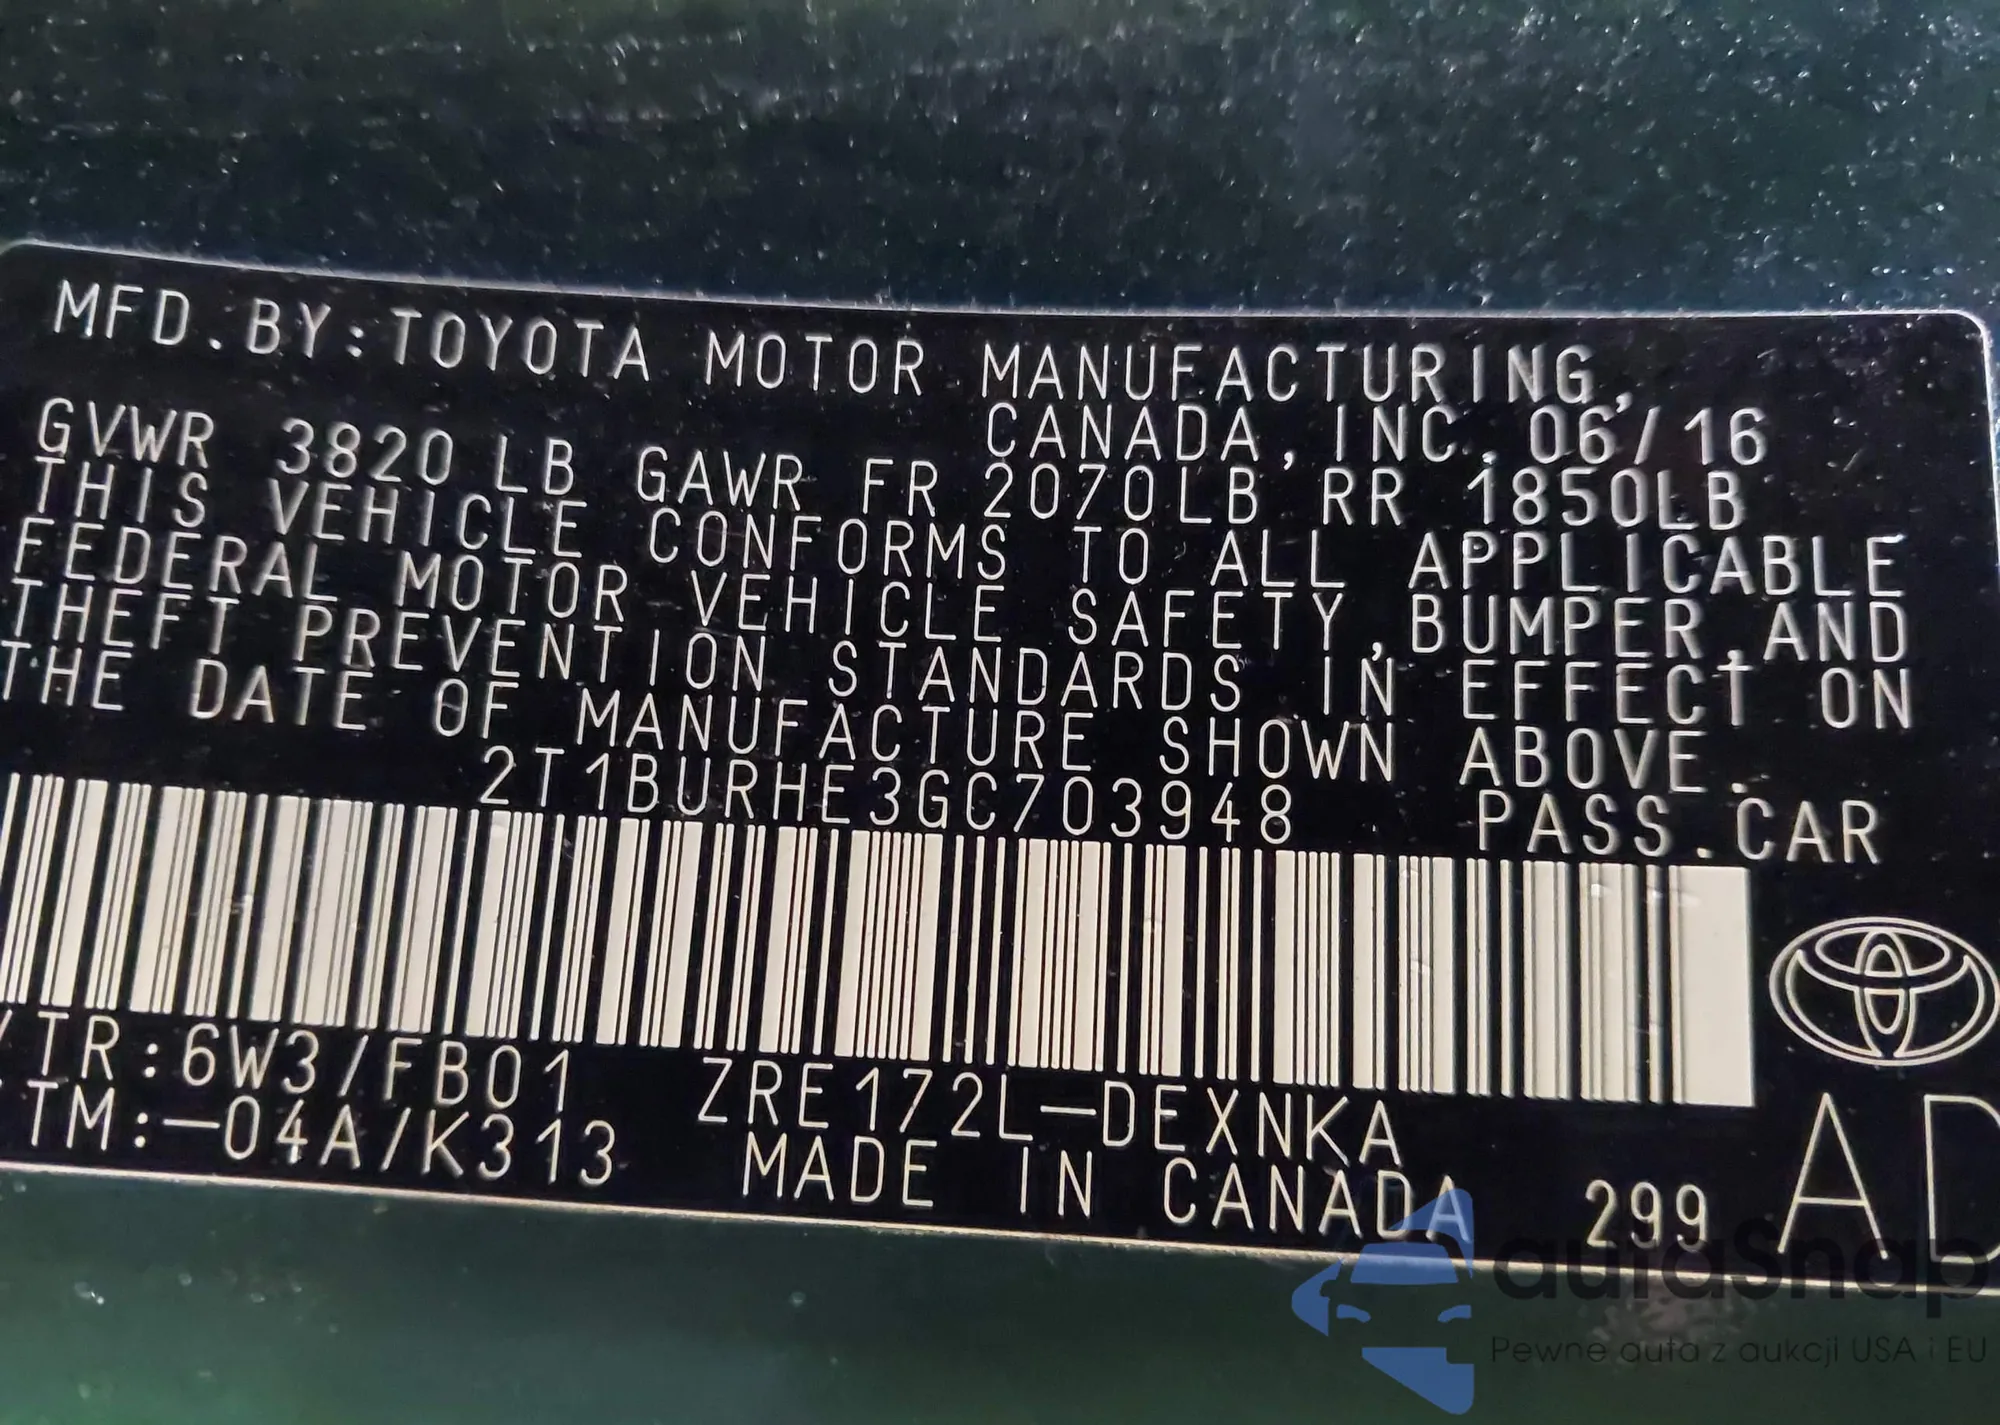 MFD.BY:TOYOTA MOTOR MANUFACTURING,
CANADA, INC. 06/16
GVWR 3820 LB GAWR FR 2070LB RR 1850LB
THIS VEHICLE CONFORMS TO ALL APPLICABLE
FEDERAL MOTOR VEHICLE SAFETY,BUMPER,AND
THEFT PREVENTION STANDARDS IN EFFECT ON
THE DATE OF MANUFACTURE SHOWN ABOVE.
2T1BURHE3GC703948 PASS.CAR
/TR:6W3/FB01 ZRE172L-DEXNKA
TM:-04A/K313 MADE IN CANADA 299 AD
autaSnap
Pewne auta z aukcji USA i EU